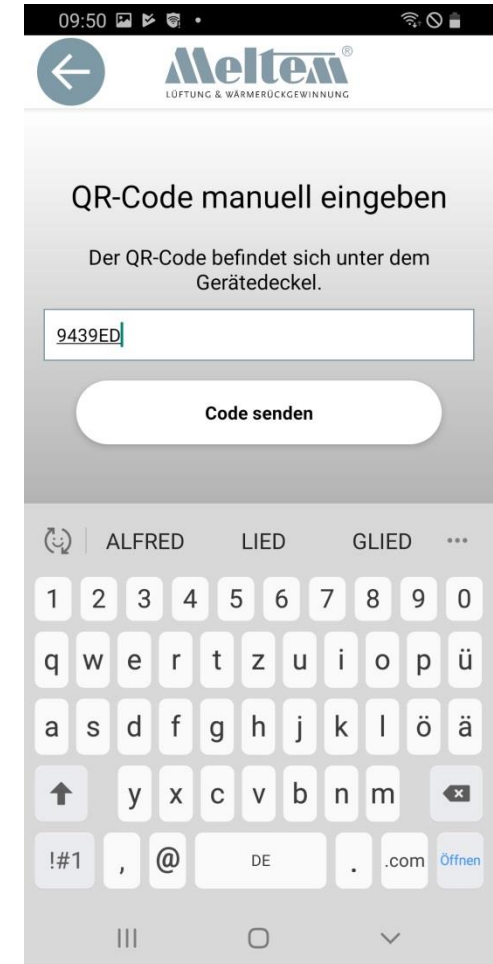 09:50
Meltem®
LÜFTUNG & WÄRMERÜCKGEWINNUNG
QR-Code manuell eingeben
Der QR-Code befindet sich unter dem
Gerätedeckel.
9439ED
Code senden
ALFRED LIED GLIED ...
1 2 3 4 5 6 7 8 9 0
q w e r t z u i o p ü
a s d f g h j k l ö ä
y x c v b n m
!#1 , @ DE . .com Öffnen